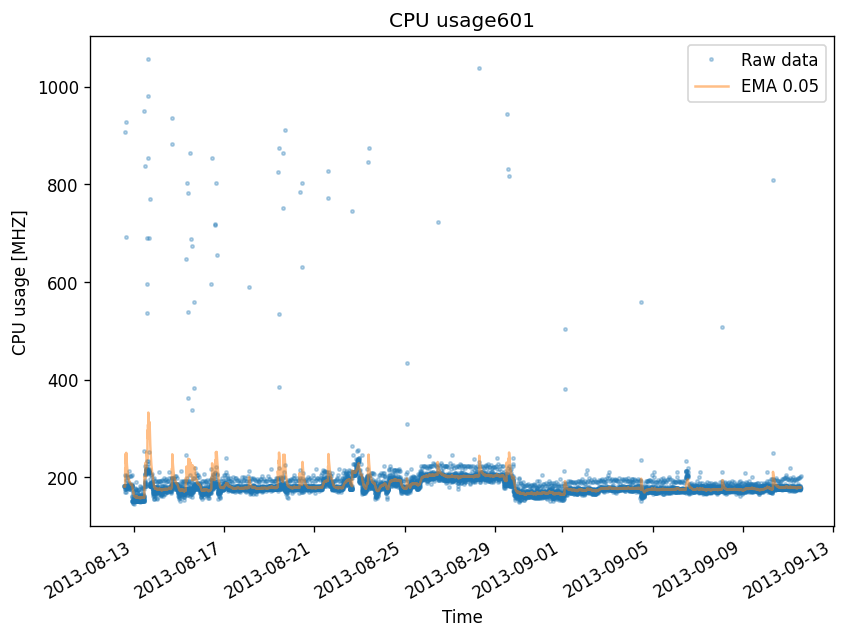 CPU usage601
Raw data
EMA 0.05
CPU usage [MHZ]
1000
800
600
400
200
2013-08-13
2013-08-17
2013-08-21
2013-08-25
2013-08-29
2013-09-01
2013-09-05
2013-09-09
2013-09-13
Time